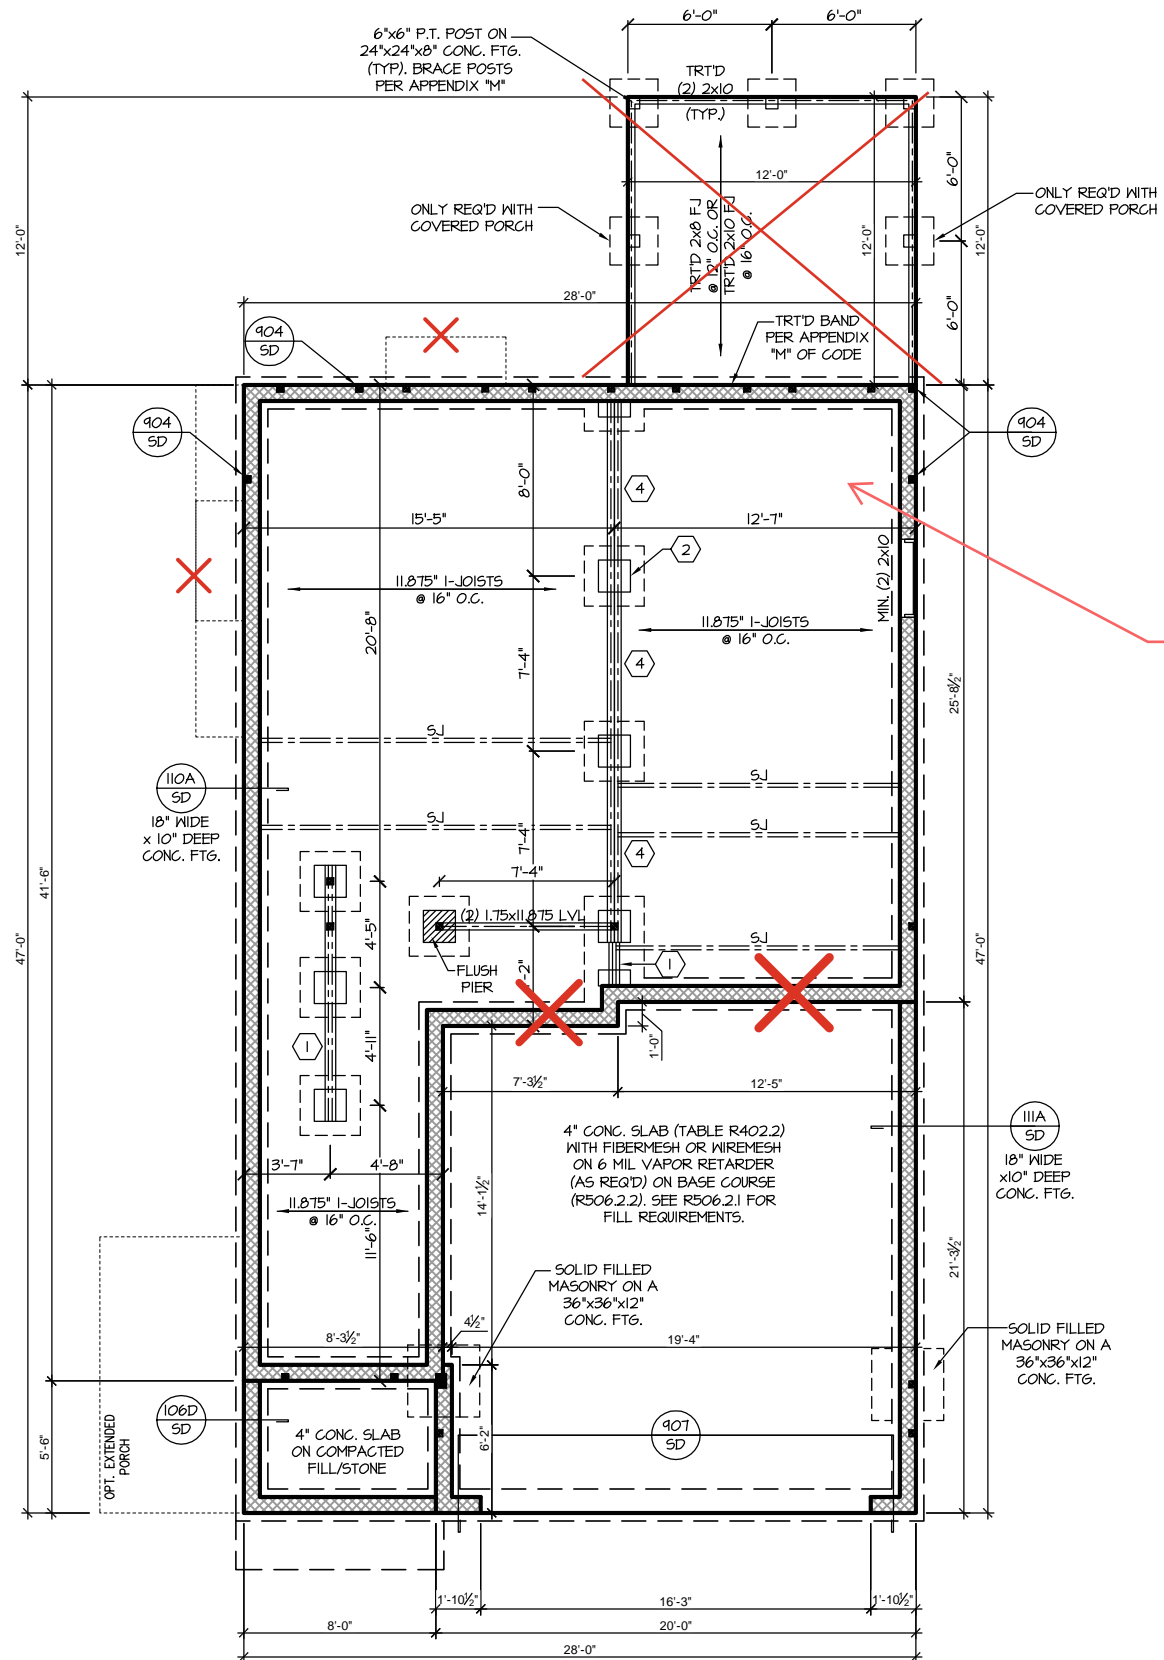 6'-0"
6'-0"
6"x6" P.T. POST ON
24"x24"x8" CONC. FTG.
(TYP). BRACE POSTS
PER APPENDIX "M"
TRT'D
(2) 2x10
(TYP.)
12'-0"
12'-0"
12'-0"
6'-0"
12'-0"
6'-0"
ONLY REQ'D WITH
COVERED PORCH
ONLY REQ'D WITH
COVERED PORCH
TRT'D 2x8 FJ
@ 12" O.C. OR
TRT'D 2x10 FJ
@ 16" O.C.
28'-0"
TRT'D BAND
PER APPENDIX
"M" OF CODE
904
SD
904
SD
904
SD
8'-0"
4
15'-5"
12'-7"
2
MIN. (2) 2x10
11.875" I-JOISTS
@ 16" O.C.
11.875" I-JOISTS
@ 16" O.C.
20'-8"
7'-4"
4
25'-8½"
SJ
SJ
110A
SD
18" WIDE
x 10" DEEP
CONC. FTG.
SJ
SJ
7'-4"
4
41'-6"
47'-0"
47'-0"
7'-4"
4'-5"
(2) 1.75x11.875 LVL
SJ
FLUSH
PIER
1
4'-11"
1
1'-0"
7'-3½"
12'-5"
4" CONC. SLAB (TABLE R402.2)
WITH FIBERMESH OR WIREMESH
ON 6 MIL VAPOR RETARDER
(AS REQ'D) ON BASE COURSE
(R506.2.2). SEE R506.2.1 FOR
FILL REQUIREMENTS.
111A
SD
18" WIDE
x10" DEEP
CONC. FTG.
3'-7"
4'-8"
14'-1½"
11.875" I-JOISTS
@ 16" O.C.
11'-6"
21'-3½"
SOLID FILLED
MASONRY ON A
36"x36"x12"
CONC. FTG.
8'-3½"
4½"
19'-4"
SOLID FILLED
MASONRY ON A
36"x36"x12"
CONC. FTG.
106D
SD
4" CONC. SLAB
ON COMPACTED
FILL/STONE
OPT. EXTENDED
PORCH
5'-6"
6'-2"
907
SD
1'-10½"
16'-3"
1'-10½"
8'-0"
20'-0"
28'-0"